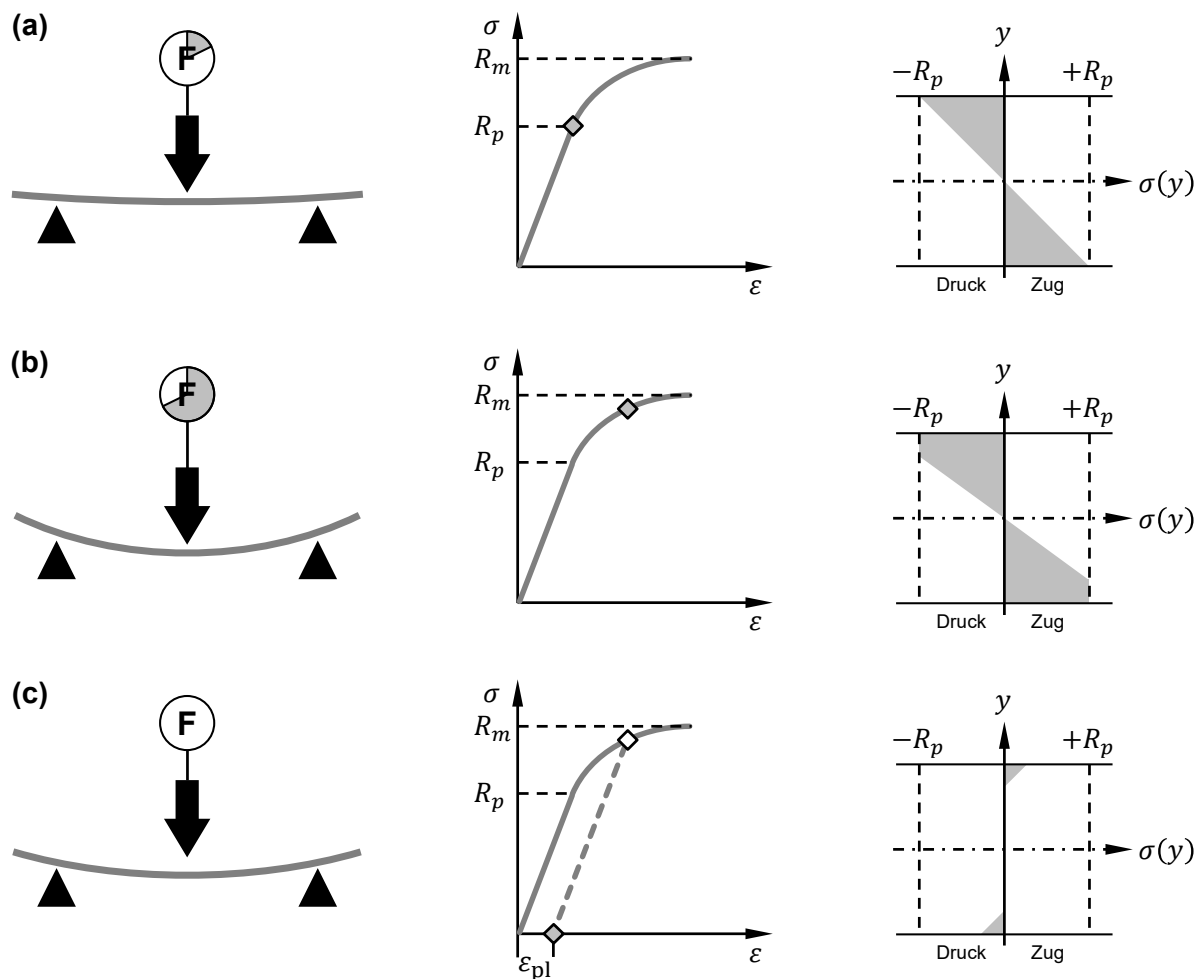 (a)
F
σ
R_m
R_p
ε
y
−R_p
+R_p
σ(y)
Druck
Zug
(b)
F
σ
R_m
R_p
ε
y
−R_p
+R_p
σ(y)
Druck
Zug
(c)
F
σ
R_m
R_p
ε_pl
ε
y
−R_p
+R_p
σ(y)
Druck
Zug